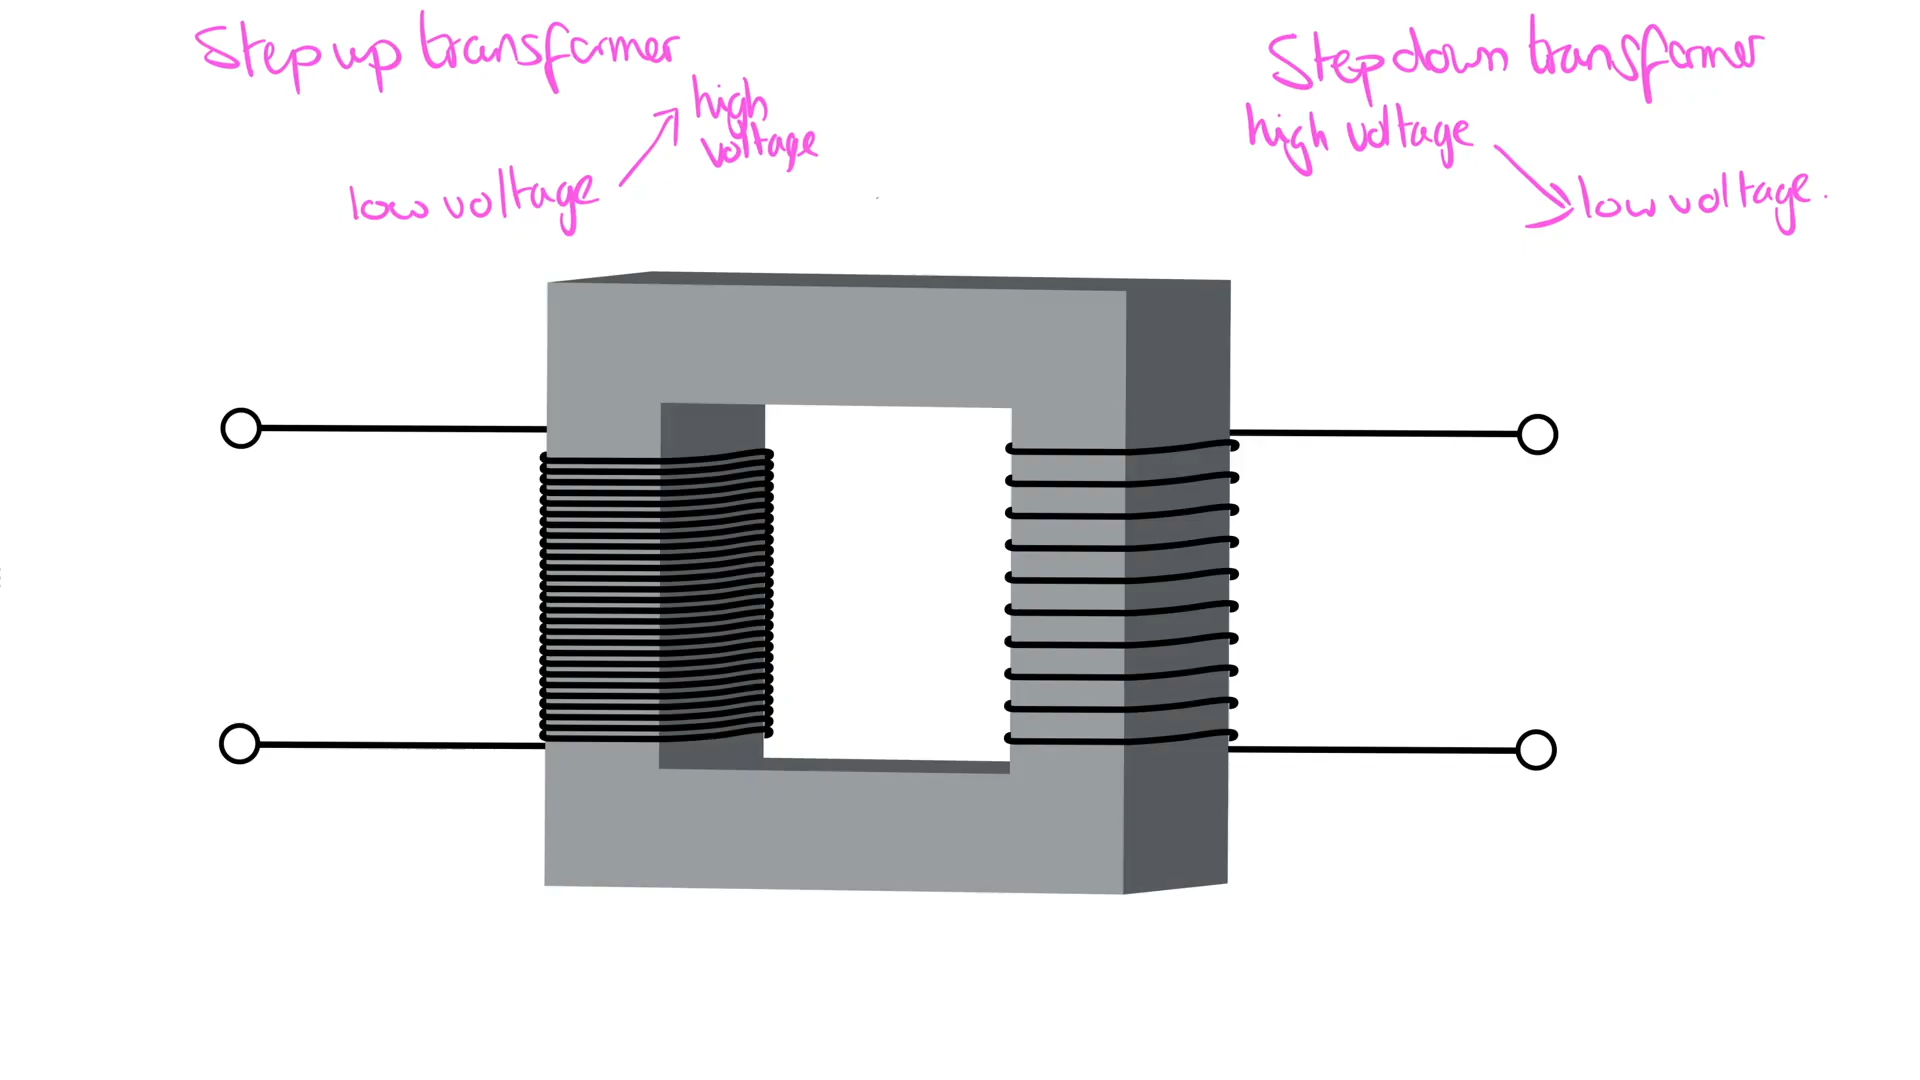 Step up transformer
high
voltage
low voltage
Step down transformer
high voltage
low voltage.